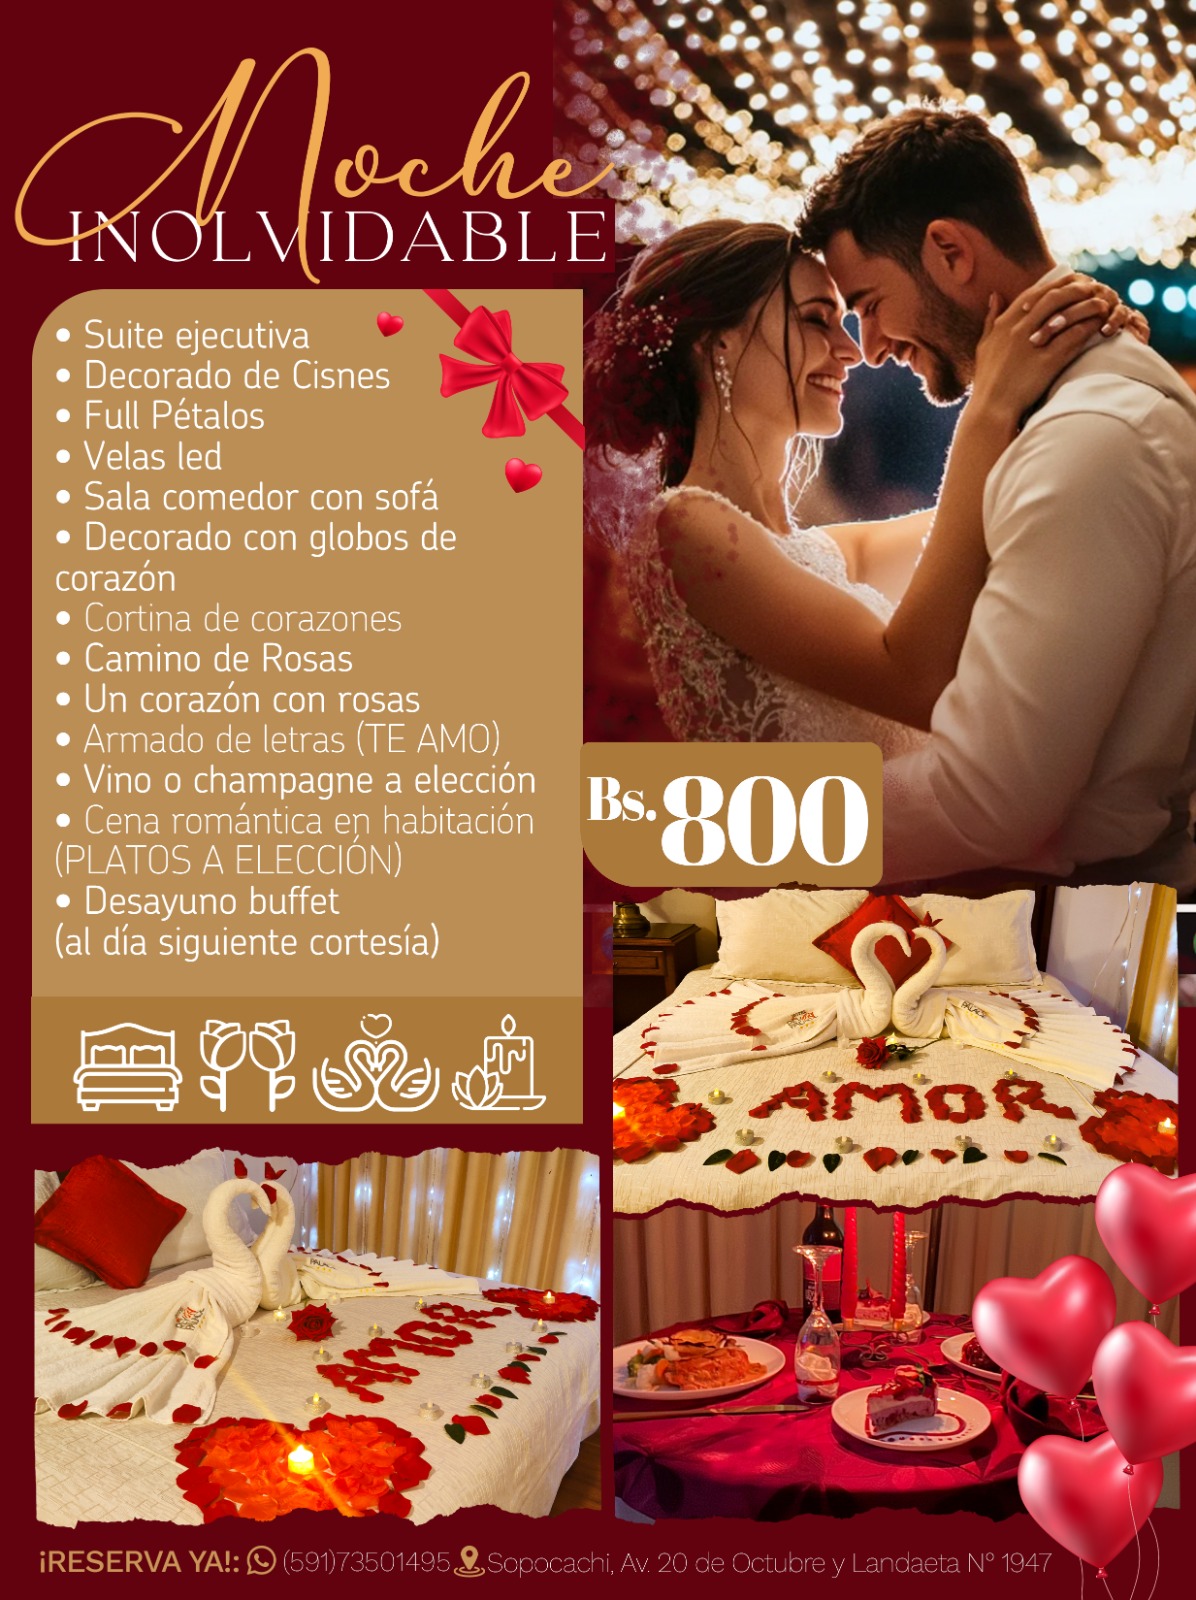 Noche
INOLVIDABLE
• Suite ejecutiva
• Decorado de Cisnes
• Full Pétalos
• Velas led
• Sala comedor con sofá
• Decorado con globos de
corazón
• Cortina de corazones
• Camino de Rosas
• Un corazón con rosas
• Armado de letras (TE AMO)
• Vino o champagne a elección
• Cena romántica en habitación
(PLATOS A ELECCIÓN)
• Desayuno buffet
(al día siguiente cortesía)
Bs. 800
PALACE
AMOR
PALACE
AMOR
¡RESERVA YA!: (591)73501495 Sopocachi, Av. 20 de Octubre y Landaeta N° 1947